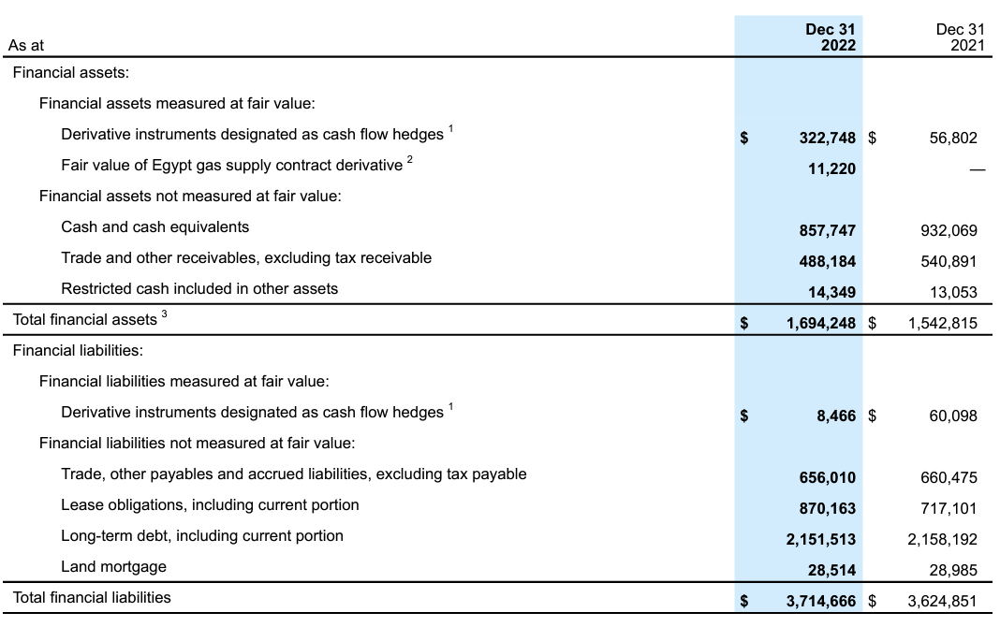 Dec 31 Dec 31
As at 2022 2021
Financial assets:
Financial assets measured at fair value:
Derivative instruments designated as cash flow hedges 1 $ 322,748 $ 56,802
Fair value of Egypt gas supply contract derivative 2 11,220 —
Financial assets not measured at fair value:
Cash and cash equivalents 857,747 932,069
Trade and other receivables, excluding tax receivable 488,184 540,891
Restricted cash included in other assets 14,349 13,053
Total financial assets 3 $ 1,694,248 $ 1,542,815
Financial liabilities:
Financial liabilities measured at fair value:
Derivative instruments designated as cash flow hedges 1 $ 8,466 $ 60,098
Financial liabilities not measured at fair value:
Trade, other payables and accrued liabilities, excluding tax payable 656,010 660,475
Lease obligations, including current portion 870,163 717,101
Long-term debt, including current portion 2,151,513 2,158,192
Land mortgage 28,514 28,985
Total financial liabilities $ 3,714,666 $ 3,624,851